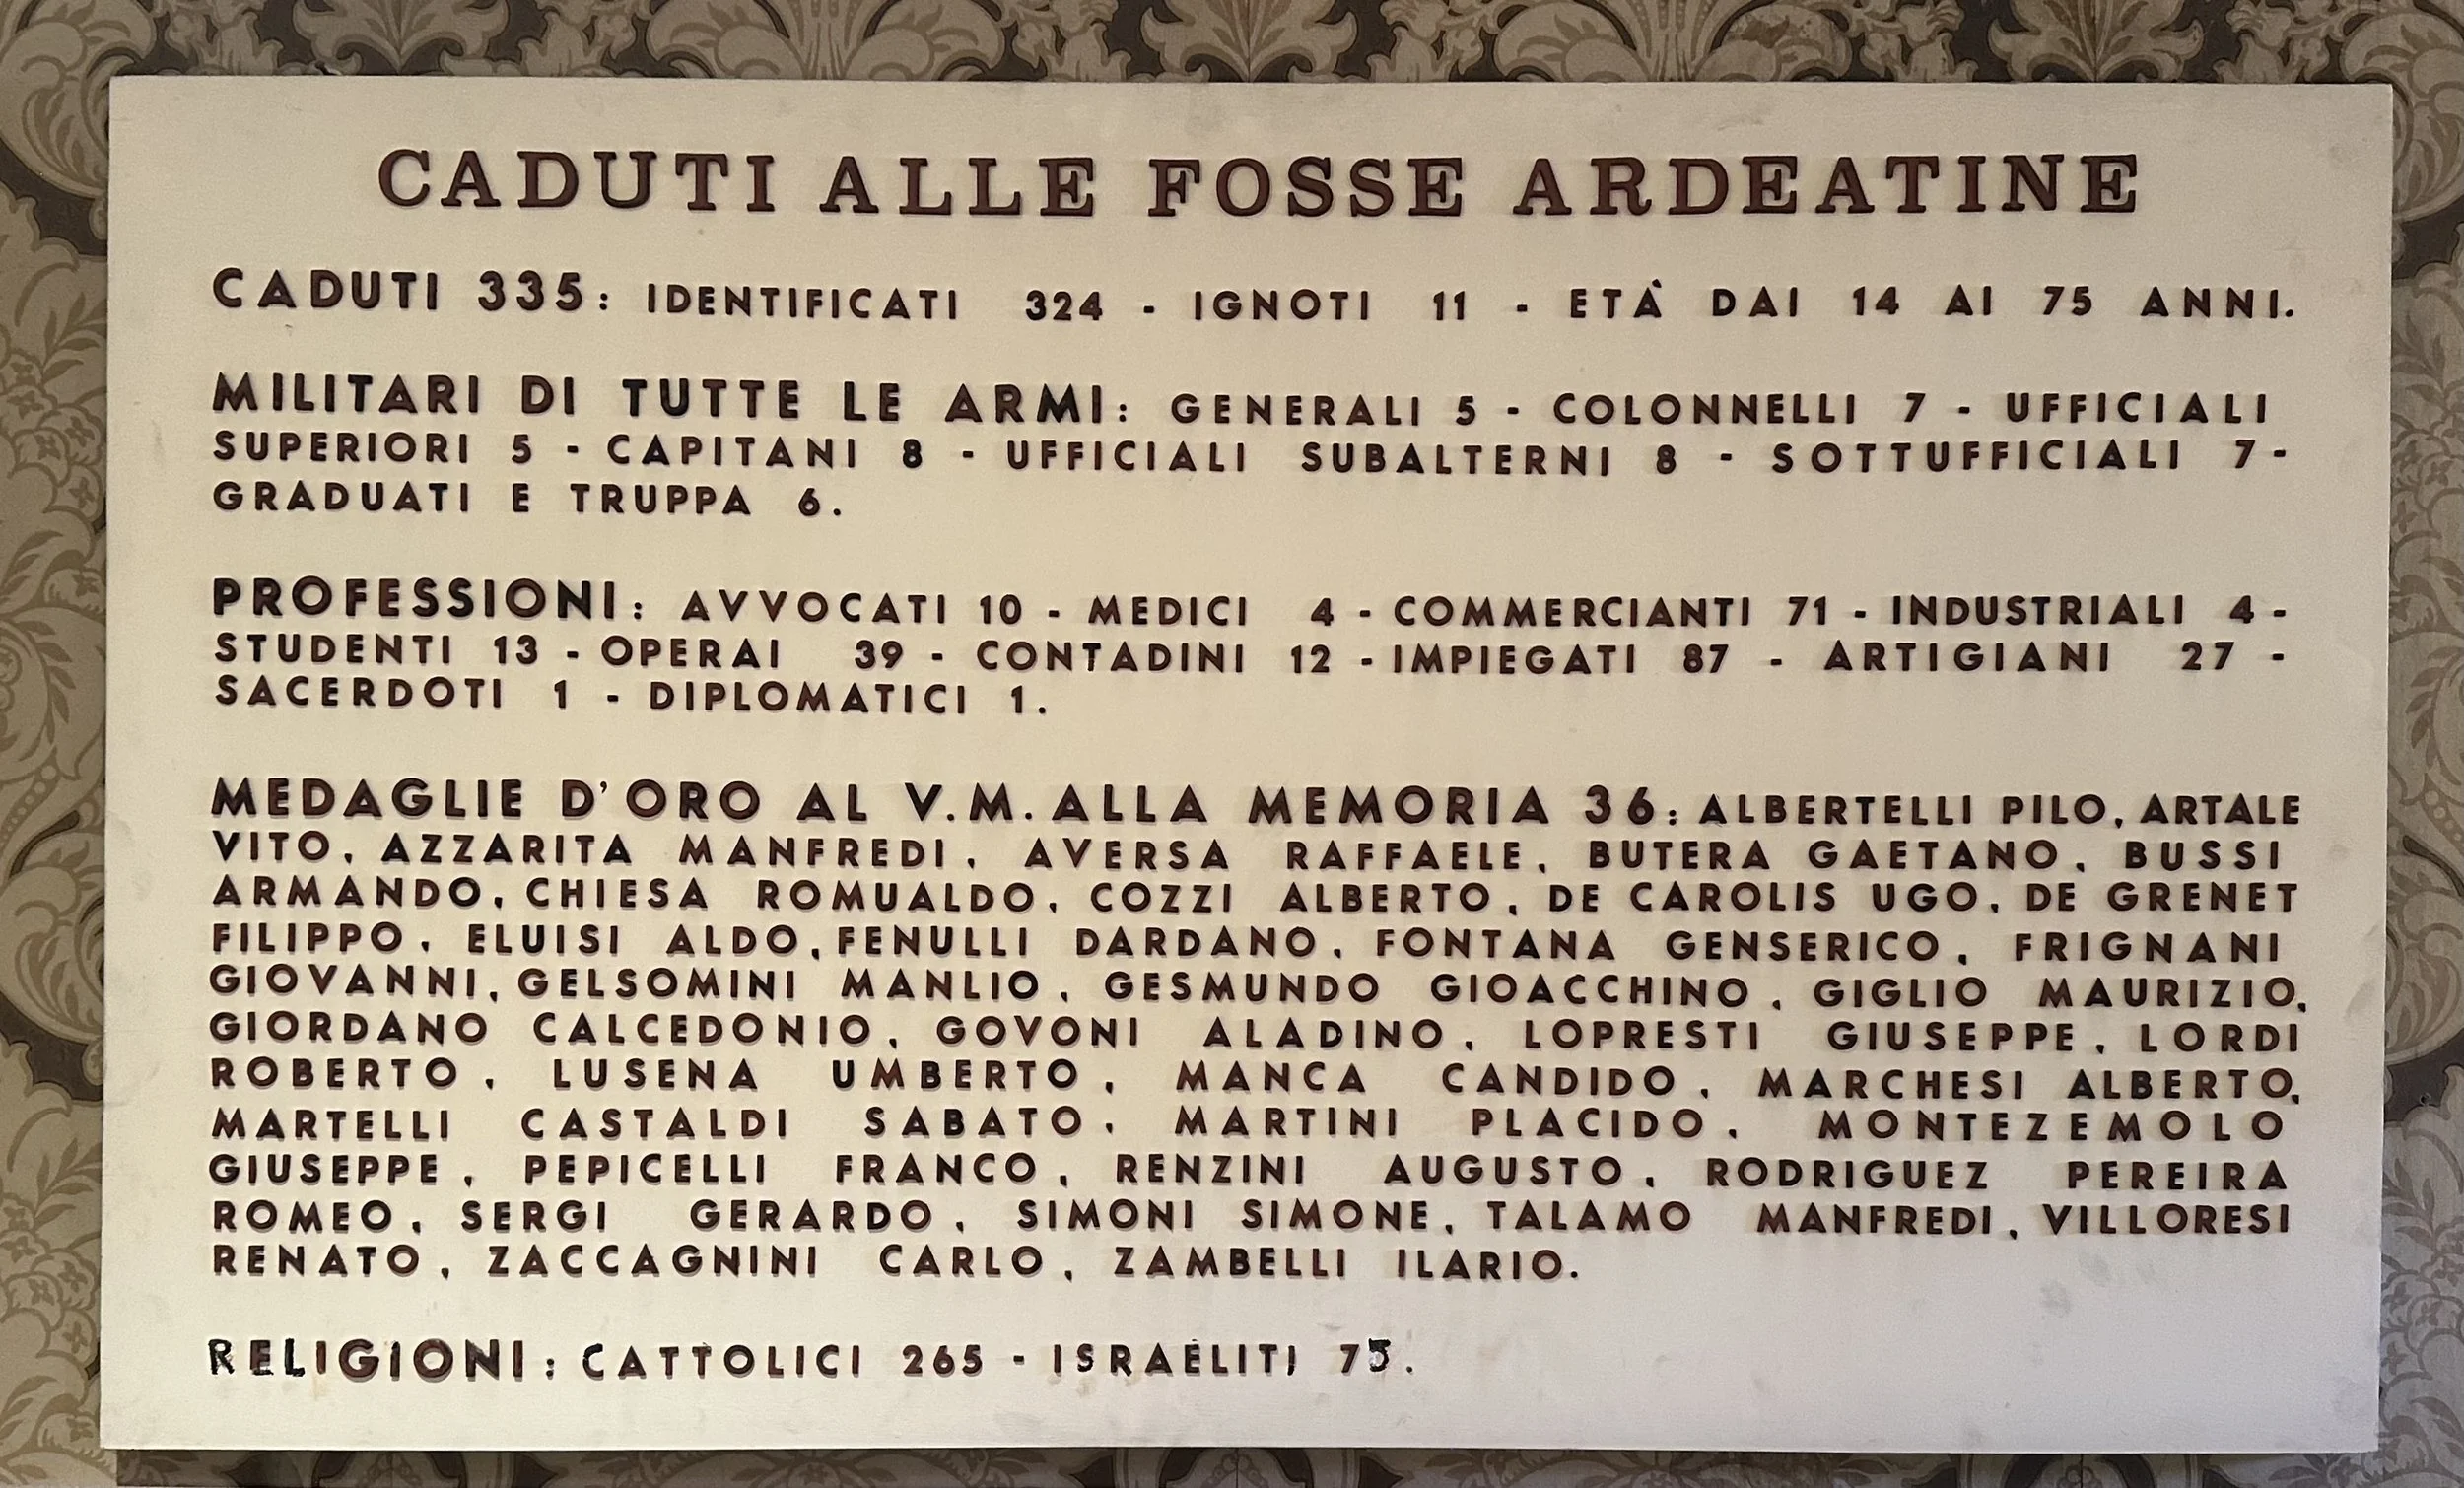 CADUTI ALLE FOSSE ARDEATINE
CADUTI 335: IDENTIFICATI 324 - IGNOTI 11 - ETÀ DAI 14 AI 75 ANNI.
MILITARI DI TUTTE LE ARMI: GENERALI 5 - COLONNELLI 7 - UFFICIALI
SUPERIORI 5 - CAPITANI 8 - UFFICIALI SUBALTERNI 8 - SOTTUFFICIALI 7 -
GRADUATI E TRUPPA 6.
PROFESSIONI: AVVOCATI 10 - MEDICI 4 - COMMERCIANTI 71 - INDUSTRIALI 4 -
STUDENTI 13 - OPERAI 39 - CONTADINI 12 - IMPIEGATI 87 - ARTIGIANI 27 -
SACERDOTI 1 - DIPLOMATICI 1.
MEDAGLIE D'ORO AL V.M. ALLA MEMORIA 36: ALBERTELLI PILO, ARTALE
VITO, AZZARITA MANFREDI, AVERSA RAFFAELE, BUTERA GAETANO, BUSSI
ARMANDO, CHIESA ROMUALDO, COZZI ALBERTO, DE CAROLIS UGO, DE GRENET
FILIPPO, ELUISI ALDO, FENULLI DARDANO, FONTANA GENSERICO, FRIGNANI
GIOVANNI, GELSOMINI MANLIO, GESMUNDO GIOACCHINO, GIGLIO MAURIZIO,
GIORDANO CALCEDONIO, GOVONI ALADINO, LOPRESTI GIUSEPPE, LORDI
ROBERTO, LUSENA UMBERTO, MANCA CANDIDO, MARCHESI ALBERTO,
MARTELLI CASTALDI SABATO, MARTINI PLACIDO, MONTEZEMOLO
GIUSEPPE, PEPICELLI FRANCO, RENZINI AUGUSTO, RODRIGUEZ PEREIRA
ROMEO, SERGI GERARDO, SIMONI SIMONE, TALAMO MANFREDI, VILLORESI
RENATO, ZACCAGNINI CARLO, ZAMBELLI ILARIO.
RELIGIONI: CATTOLICI 265 - ISRAELITI